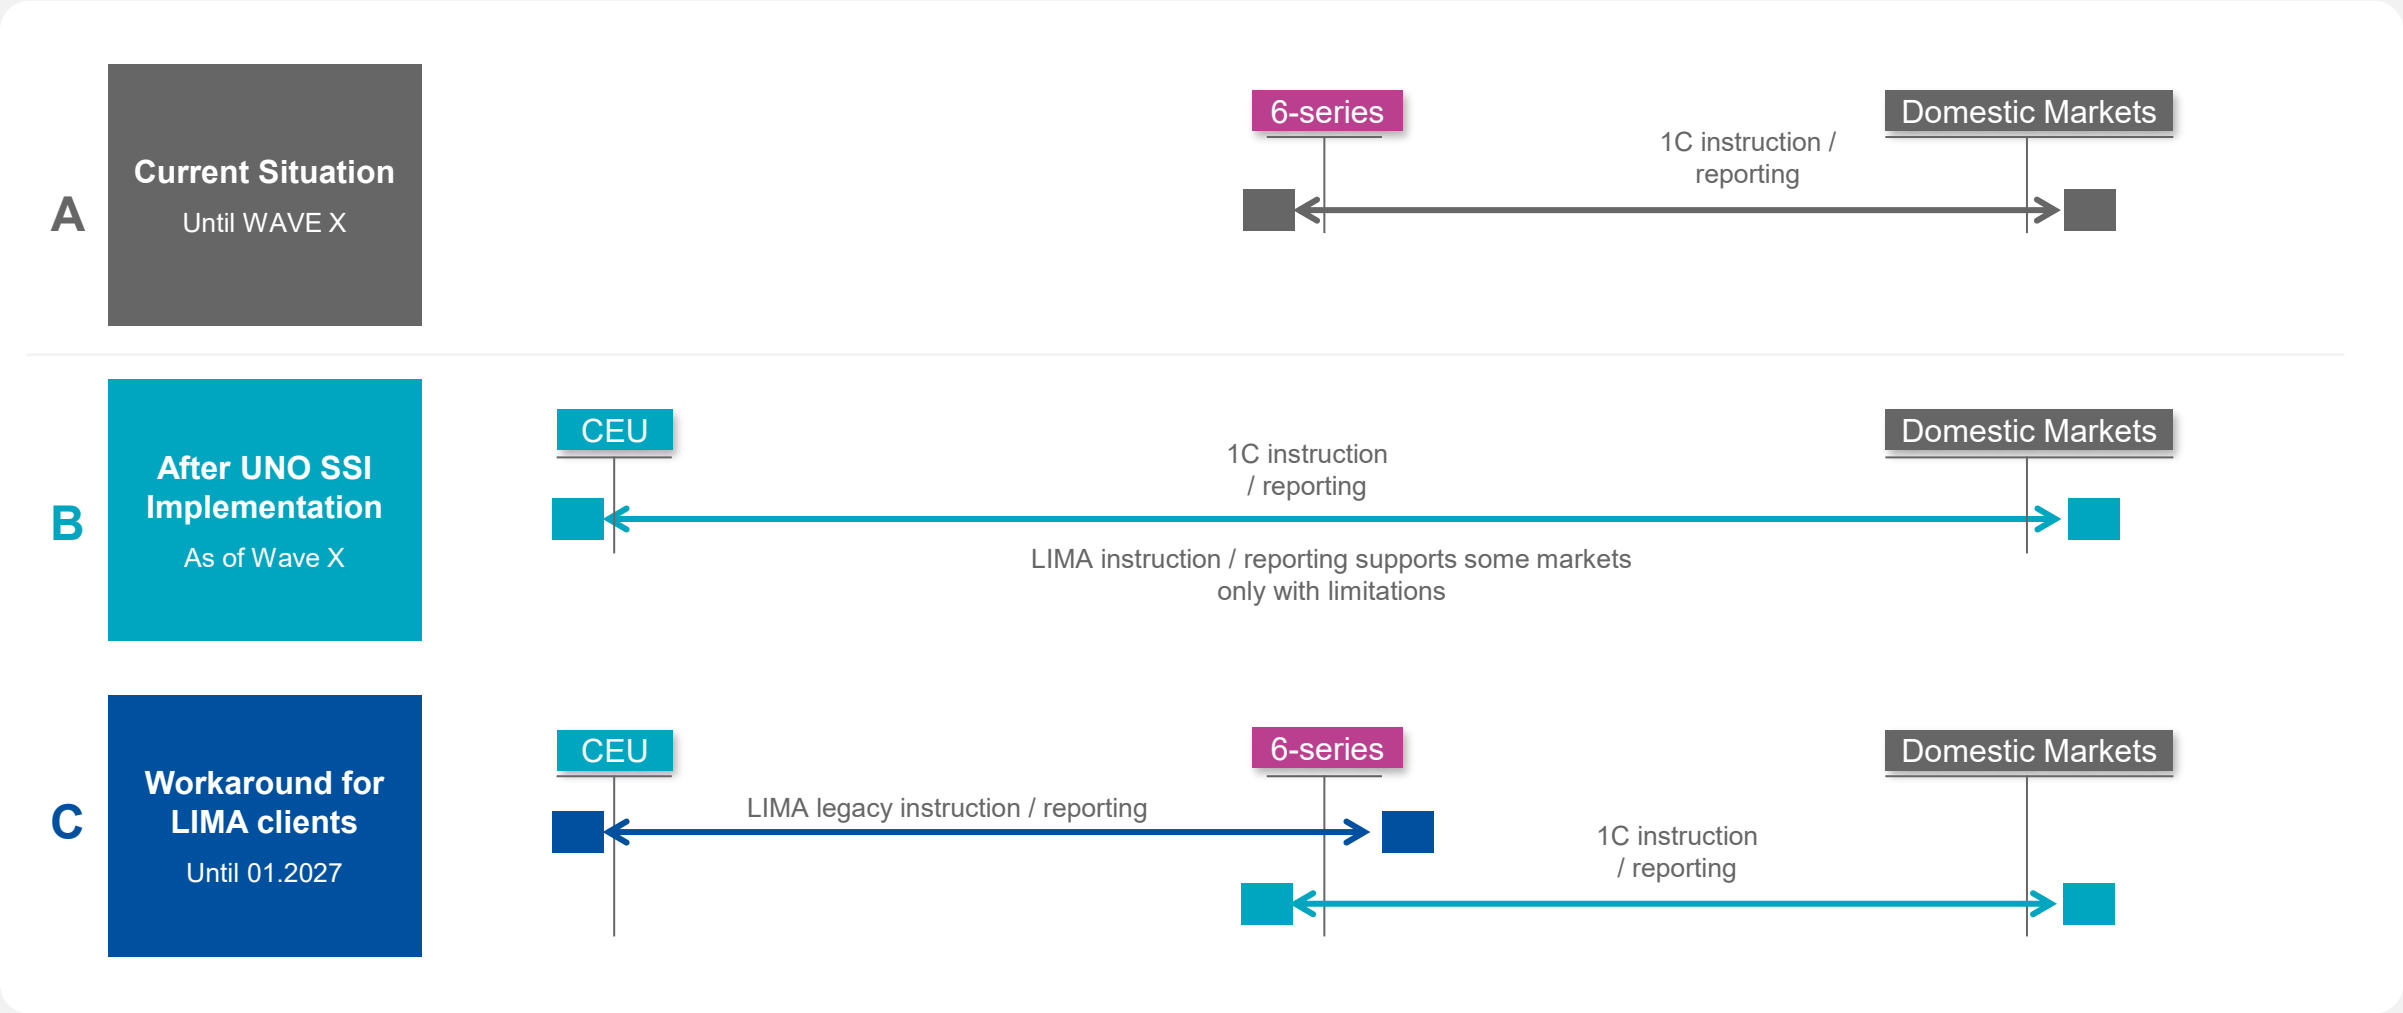 A
Current Situation
Until WAVE X
6-series
Domestic Markets
1C instruction /
reporting
B
After UNO SSI
Implementation
As of Wave X
CEU
Domestic Markets
1C instruction
/ reporting
LIMA instruction / reporting supports some markets
only with limitations
C
Workaround for
LIMA clients
Until 01.2027
CEU
6-series
Domestic Markets
LIMA legacy instruction / reporting
1C instruction
/ reporting